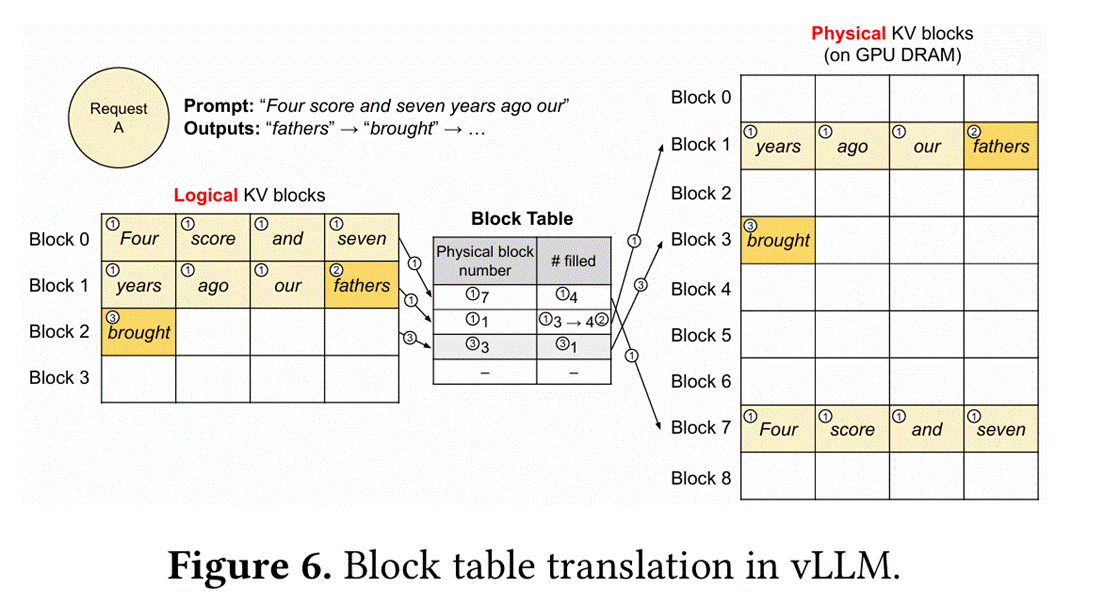 Physical KV blocks
(on GPU DRAM)
Request
A
Prompt: “Four score and seven years ago our”
Outputs: “fathers” → “brought” → …
Logical KV blocks
Block 0 ① Four ① score ① and ① seven
Block 1 ① years ① ago ① our ② fathers
Block 2 ③ brought
Block 3
① ① ③
Block Table
Physical block number # filled
①7 ①4
①1 ①3 → 4②
③3 ③1
– –
① ③ ①
Block 0
Block 1 ① years ① ago ① our ② fathers
Block 2
Block 3 ③ brought
Block 4
Block 5
Block 6
Block 7 ① Four ① score ① and ① seven
Block 8
Figure 6. Block table translation in vLLM.